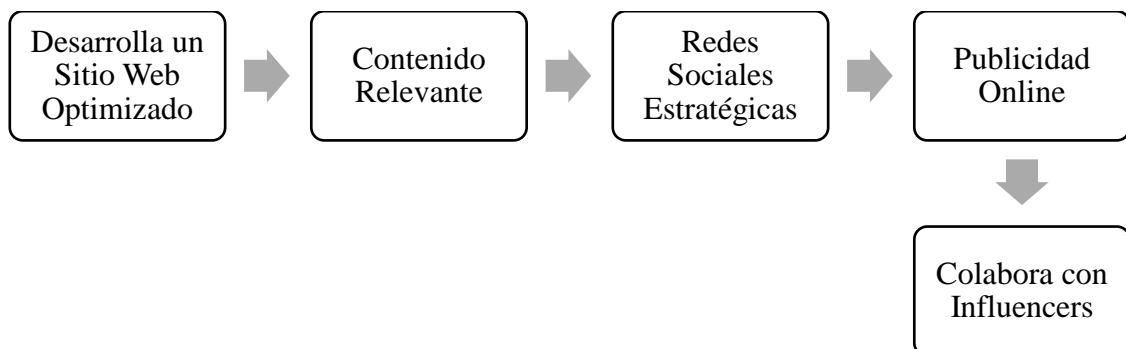 Desarrolla un
Sitio Web
Optimizado
Contenido
Relevante
Redes
Sociales
Estratégicas
Publicidad
Online
Colabora con
Influencers